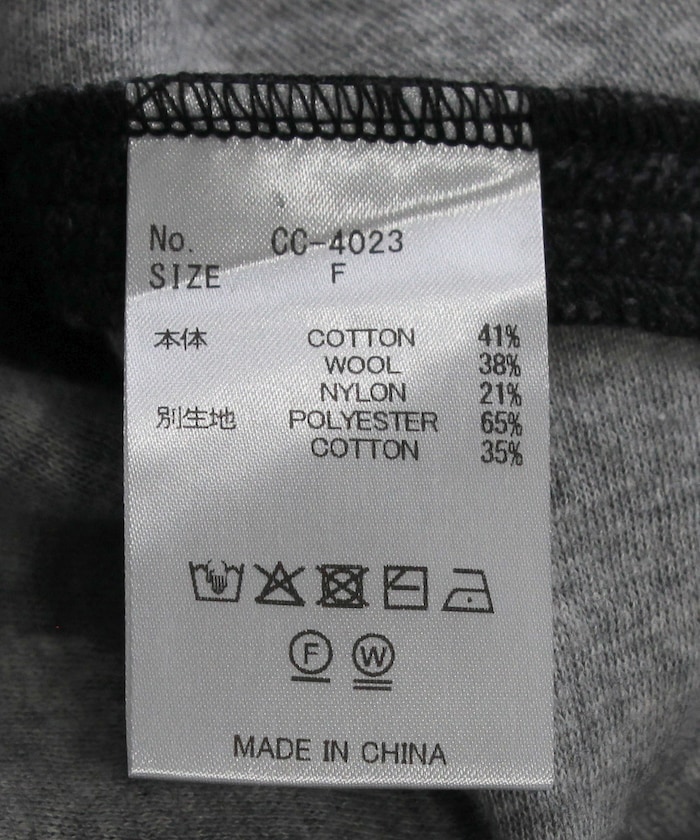 No. CC-4023
SIZE F
本体 COTTON 41%
WOOL 38%
NYLON 21%
別生地 POLYESTER 65%
COTTON 35%
F W
MADE IN CHINA